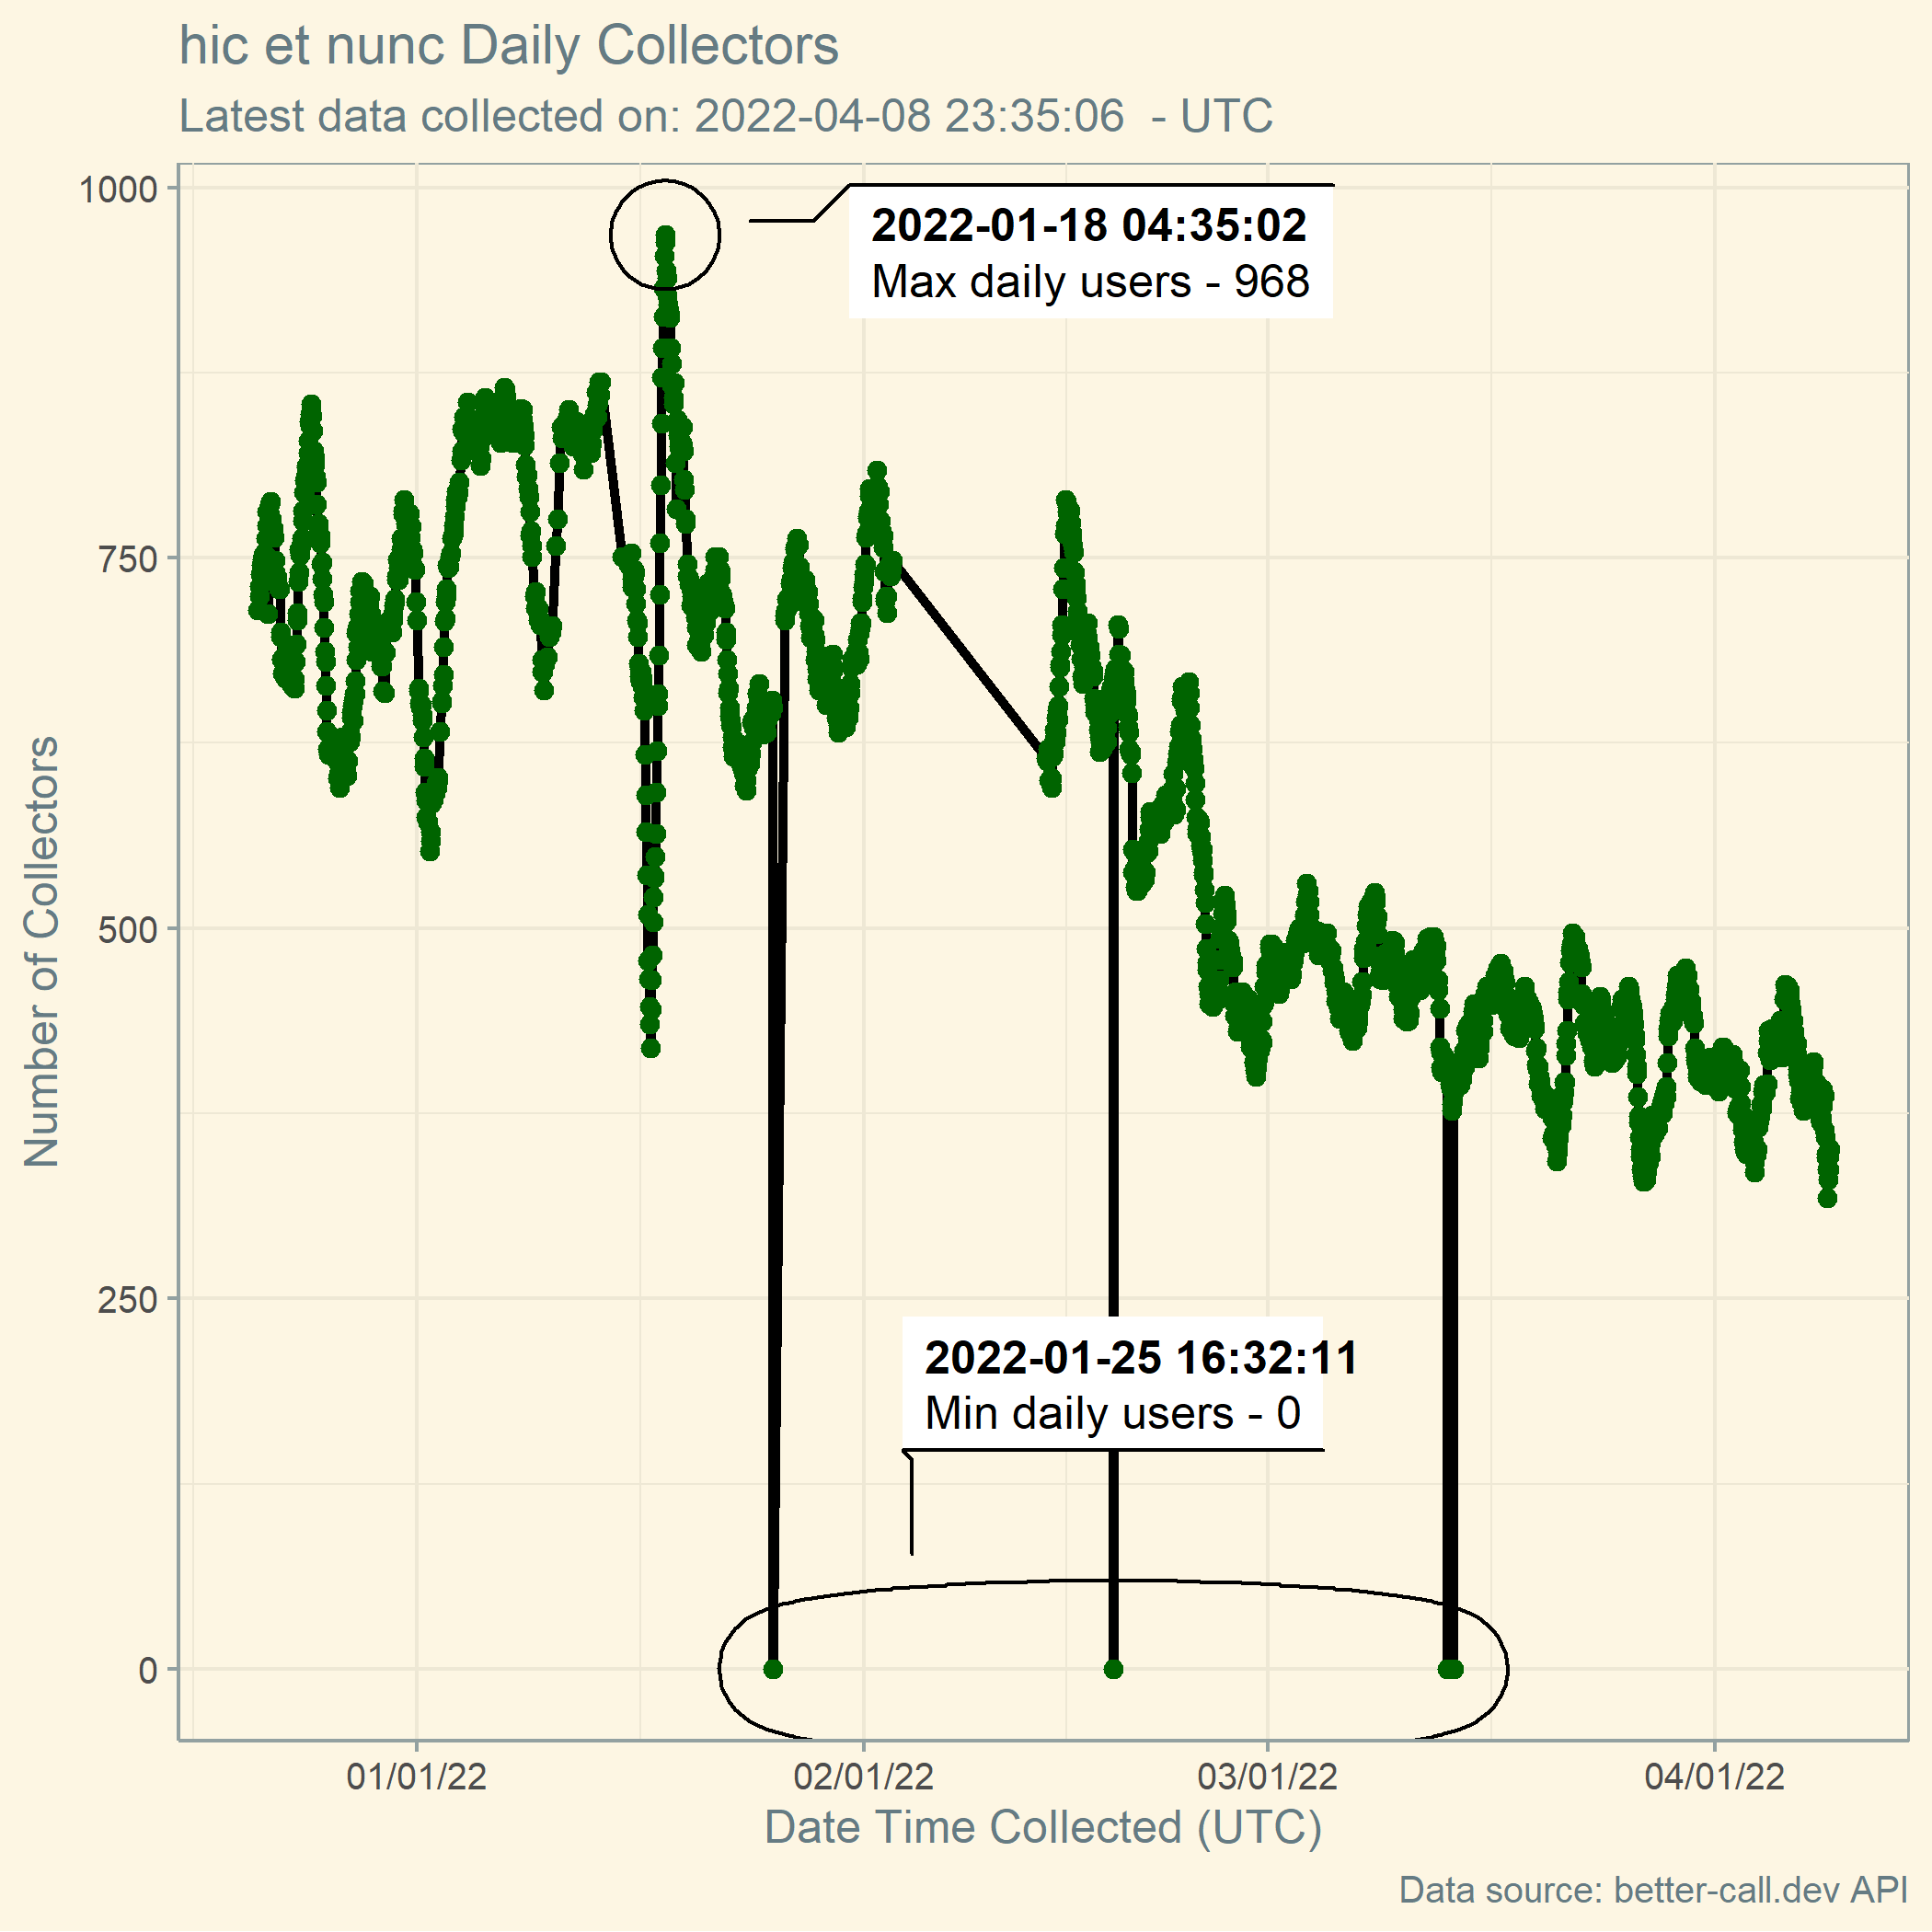 hic et nunc Daily Collectors
Latest data collected on: 2022-04-08 23:35:06  - UTC
1000
2022-01-18 04:35:02
Max daily users - 968
750
Number of Collectors
500
250
2022-01-25 16:32:11
Min daily users - 0
0
01/01/22 02/01/22 03/01/22 04/01/22
Date Time Collected (UTC)
Data source: better-call.dev API